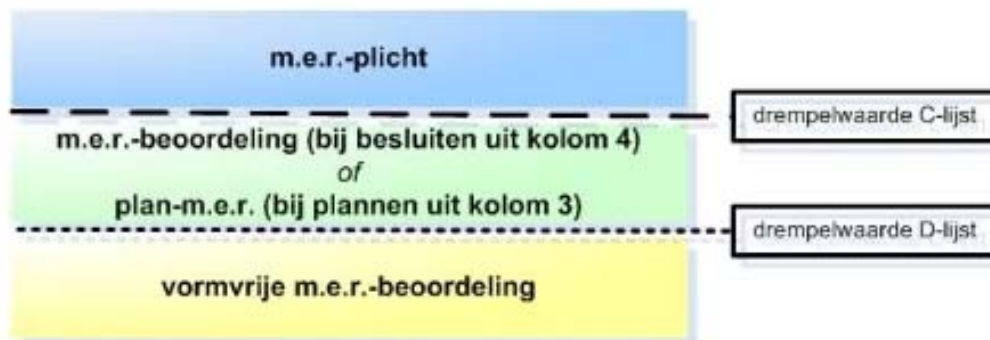 m.e.r.-plicht
drempelwaarde C-lijst
m.e.r.-beoordeling (bij besluiten uit kolom 4)
of
plan-m.e.r. (bij plannen uit kolom 3)
drempelwaarde D-lijst
vormvrije m.e.r.-beoordeling